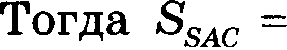 Тогда S_{SAC} =